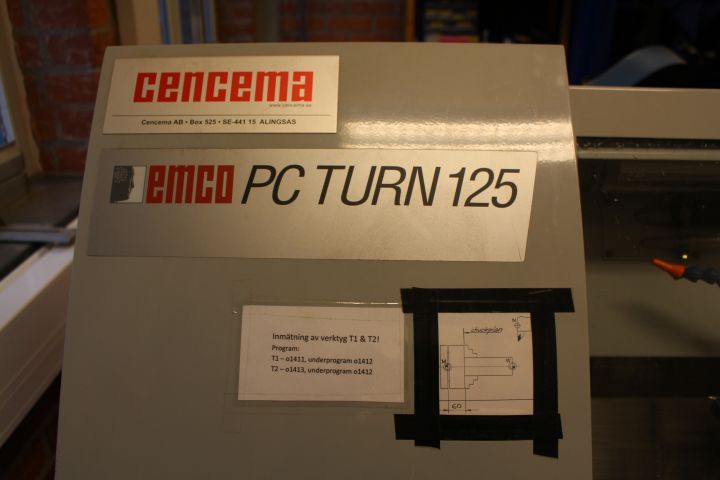 cencema
www.cencema.se
Cencema AB • Box 525 • SE-441 15 ALINGSÅS
emco PC TURN 125
Inmätning av verktyg T1 & T2!
Program:
T1 – o1411, underprogram o1412
T2 – o1413, underprogram o1412
chuckplan
N
M
W
60